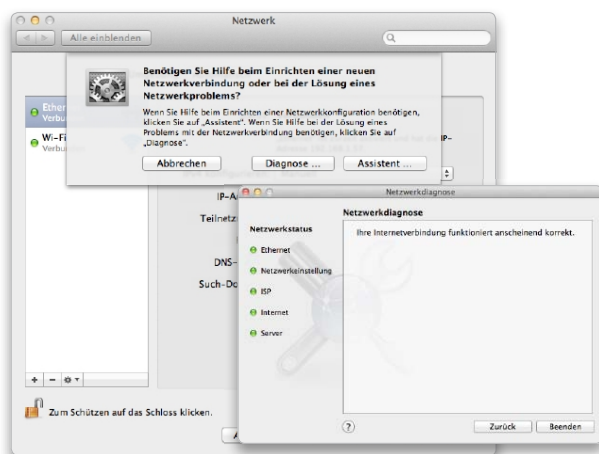 Netzwerk
Alle einblenden
Benötigen Sie Hilfe beim Einrichten einer neuen
Netzwerkverbindung oder bei der Lösung eines
Netzwerkproblems?
Wenn Sie Hilfe beim Einrichten einer Netzwerkkonfiguration benötigen,
klicken Sie auf „Assistent“. Wenn Sie Hilfe bei der Lösung eines
Problems mit der Netzwerkverbindung benötigen, klicken Sie auf
„Diagnose“.
Abbrechen
Diagnose ...
Assistent ...
Ether
Verbu
Wi-Fi
Verbu
IP-
IP-A
Teilnetz
DNS-
Such-Do
Netzwerkdiagnose
Netzwerkdiagnose
Netzwerkstatus
Ihre Internetverbindung funktioniert anscheinend korrekt.
Ethernet
Netzwerkeinstellung
ISP
Internet
Server
?
Zurück
Beenden
Zum Schützen auf das Schloss klicken.
A